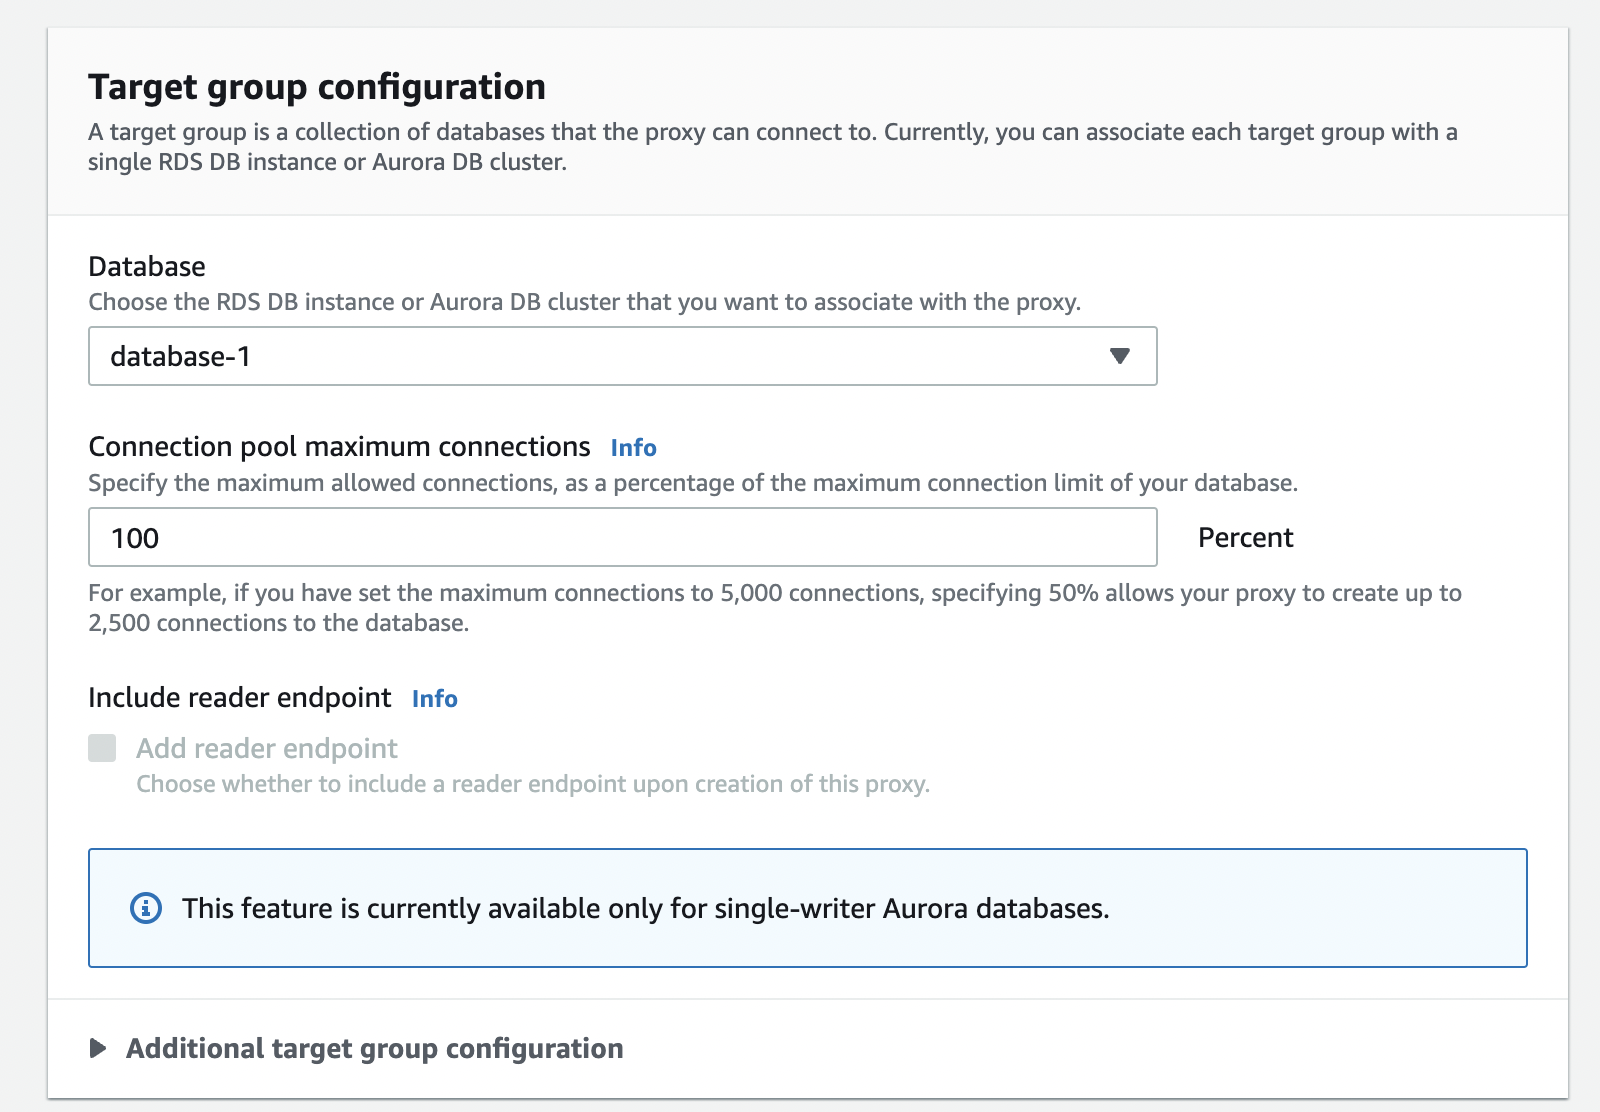 Target group configuration
A target group is a collection of databases that the proxy can connect to. Currently, you can associate each target group with a
single RDS DB instance or Aurora DB cluster.
Database
Choose the RDS DB instance or Aurora DB cluster that you want to associate with the proxy.
database-1
Connection pool maximum connections Info
Specify the maximum allowed connections, as a percentage of the maximum connection limit of your database.
100 Percent
For example, if you have set the maximum connections to 5,000 connections, specifying 50% allows your proxy to create up to
2,500 connections to the database.
Include reader endpoint Info
Add reader endpoint
Choose whether to include a reader endpoint upon creation of this proxy.
This feature is currently available only for single-writer Aurora databases.
Additional target group configuration